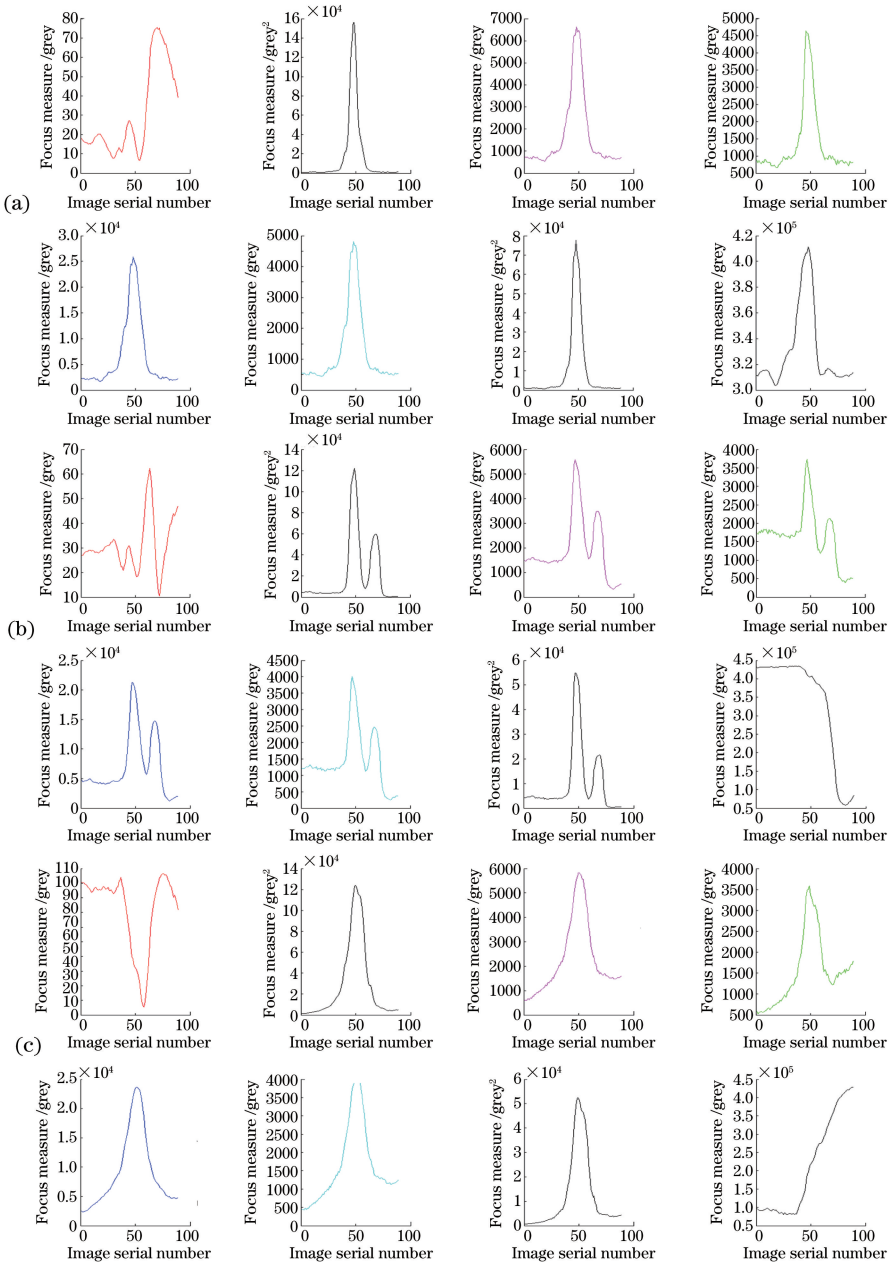 (a)
Focus measure /grey
80
70
60
50
40
30
20
10
0
0 50 100
Image serial number
× 10⁴
Focus measure /grey²
16
14
12
10
8
6
4
2
0
0 50 100
Image serial number
Focus measure /grey
7000
6000
5000
4000
3000
2000
1000
0
0 50 100
Image serial number
Focus measure /grey
5000
4500
4000
3500
3000
2500
2000
1500
1000
500
0 50 100
Image serial number
× 10⁴
Focus measure /grey
3.0
2.5
2.0
1.5
1.0
0.5
0
0 50 100
Image serial number
Focus measure /grey
5000
4000
3000
2000
1000
0
0 50 100
Image serial number
× 10⁴
Focus measure /grey²
8
7
6
5
4
3
2
1
0
0 50 100
Image serial number
× 10⁵
Focus measure /grey
4.2
4.0
3.8
3.6
3.4
3.2
3.0
0 50 100
Image serial number
(b)
Focus measure /grey
70
60
50
40
30
20
10
0 50 100
Image serial number
× 10⁴
Focus measure /grey²
14
12
10
8
6
4
2
0
0 50 100
Image serial number
Focus measure /grey
6000
5000
4000
3000
2000
1000
0
0 50 100
Image serial number
Focus measure /grey
4000
3500
3000
2500
2000
1500
1000
500
0
0 50 100
Image serial number
× 10⁴
Focus measure /grey
2.5
2.0
1.5
1.0
0.5
0
0 50 100
Image serial number
Focus measure /grey
4500
4000
3500
3000
2500
2000
1500
1000
500
0
0 50 100
Image serial number
× 10⁴
Focus measure /grey²
6
5
4
3
2
1
0
0 50 100
Image serial number
× 10⁵
Focus measure /grey
4.5
4.0
3.5
3.0
2.5
2.0
1.5
1.0
0.5
0 50 100
Image serial number
(c)
Focus measure /grey
110
100
90
80
70
60
50
40
30
20
10
0
0 50 100
Image serial number
× 10⁴
Focus measure /grey²
14
12
10
8
6
4
2
0
0 50 100
Image serial number
Focus measure /grey
6000
5000
4000
3000
2000
1000
0
0 50 100
Image serial number
Focus measure /grey
4000
3500
3000
2500
2000
1500
1000
500
0 50 100
Image serial number
× 10⁴
Focus measure /grey
2.5
2.0
1.5
1.0
0.5
0
0 50 100
Image serial number
Focus measure /grey
4000
3500
3000
2500
2000
1500
1000
500
0
0 50 100
Image serial number
× 10⁴
Focus measure /grey²
6
5
4
3
2
1
0
0 50 100
Image serial number
× 10⁵
Focus measure /grey
4.5
4.0
3.5
3.0
2.5
2.0
1.5
1.0
0.5
0 50 100
Image serial number